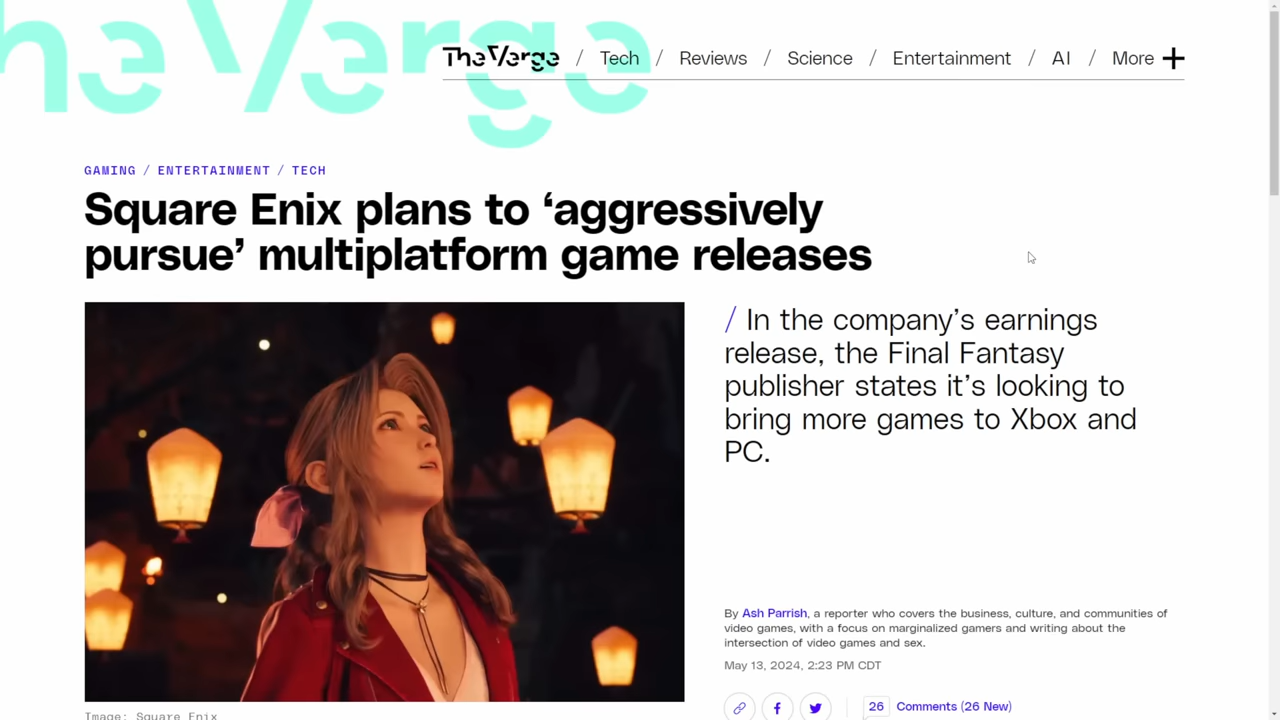 The Verge
The Verge / Tech / Reviews / Science / Entertainment / AI / More +
GAMING / ENTERTAINMENT / TECH
Square Enix plans to ‘aggressively
pursue’ multiplatform game releases
/ In the company’s earnings
release, the Final Fantasy
publisher states it’s looking to
bring more games to Xbox and
PC.
By Ash Parrish, a reporter who covers the business, culture, and communities of
video games, with a focus on marginalized gamers and writing about the
intersection of video games and sex.
May 13, 2024, 2:23 PM CDT
26 Comments (26 New)
Image: Square Enix